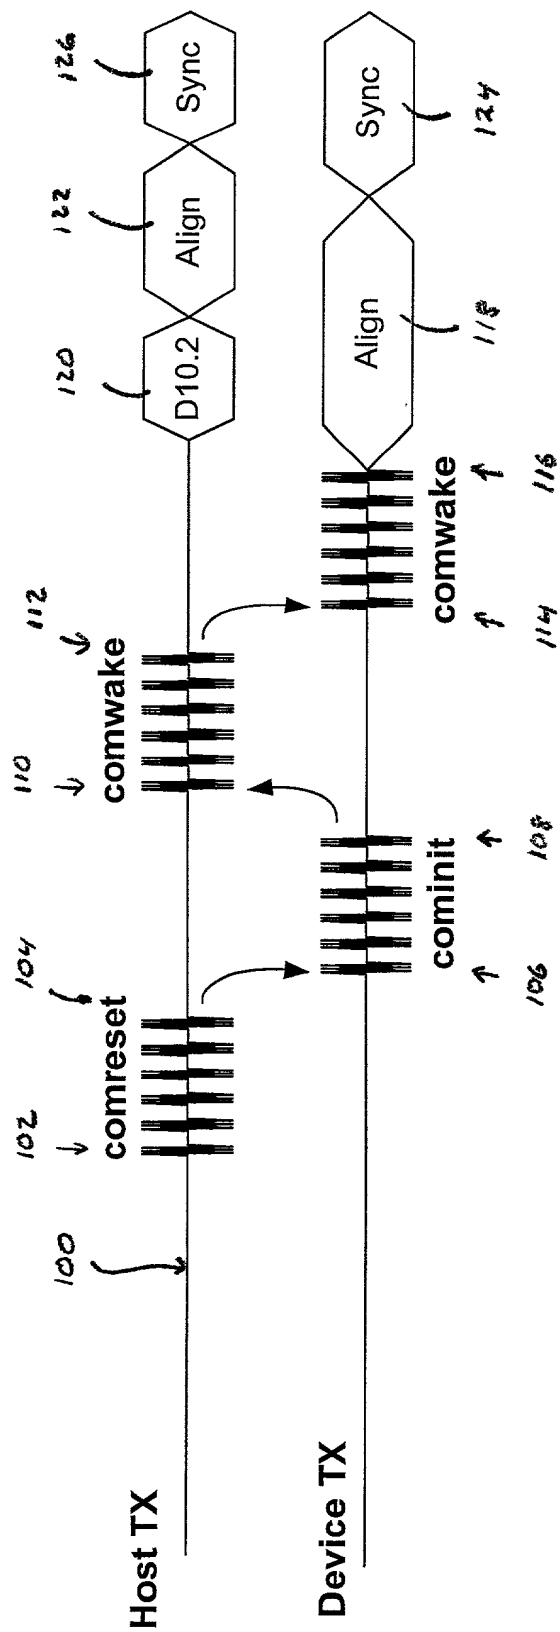 100
102
104
110
112
120
122
126
comreset
comwake
Host TX
D10.2
Align
Sync
Device TX
Align
Sync
cominit
comwake
106
108
114
116
118
124